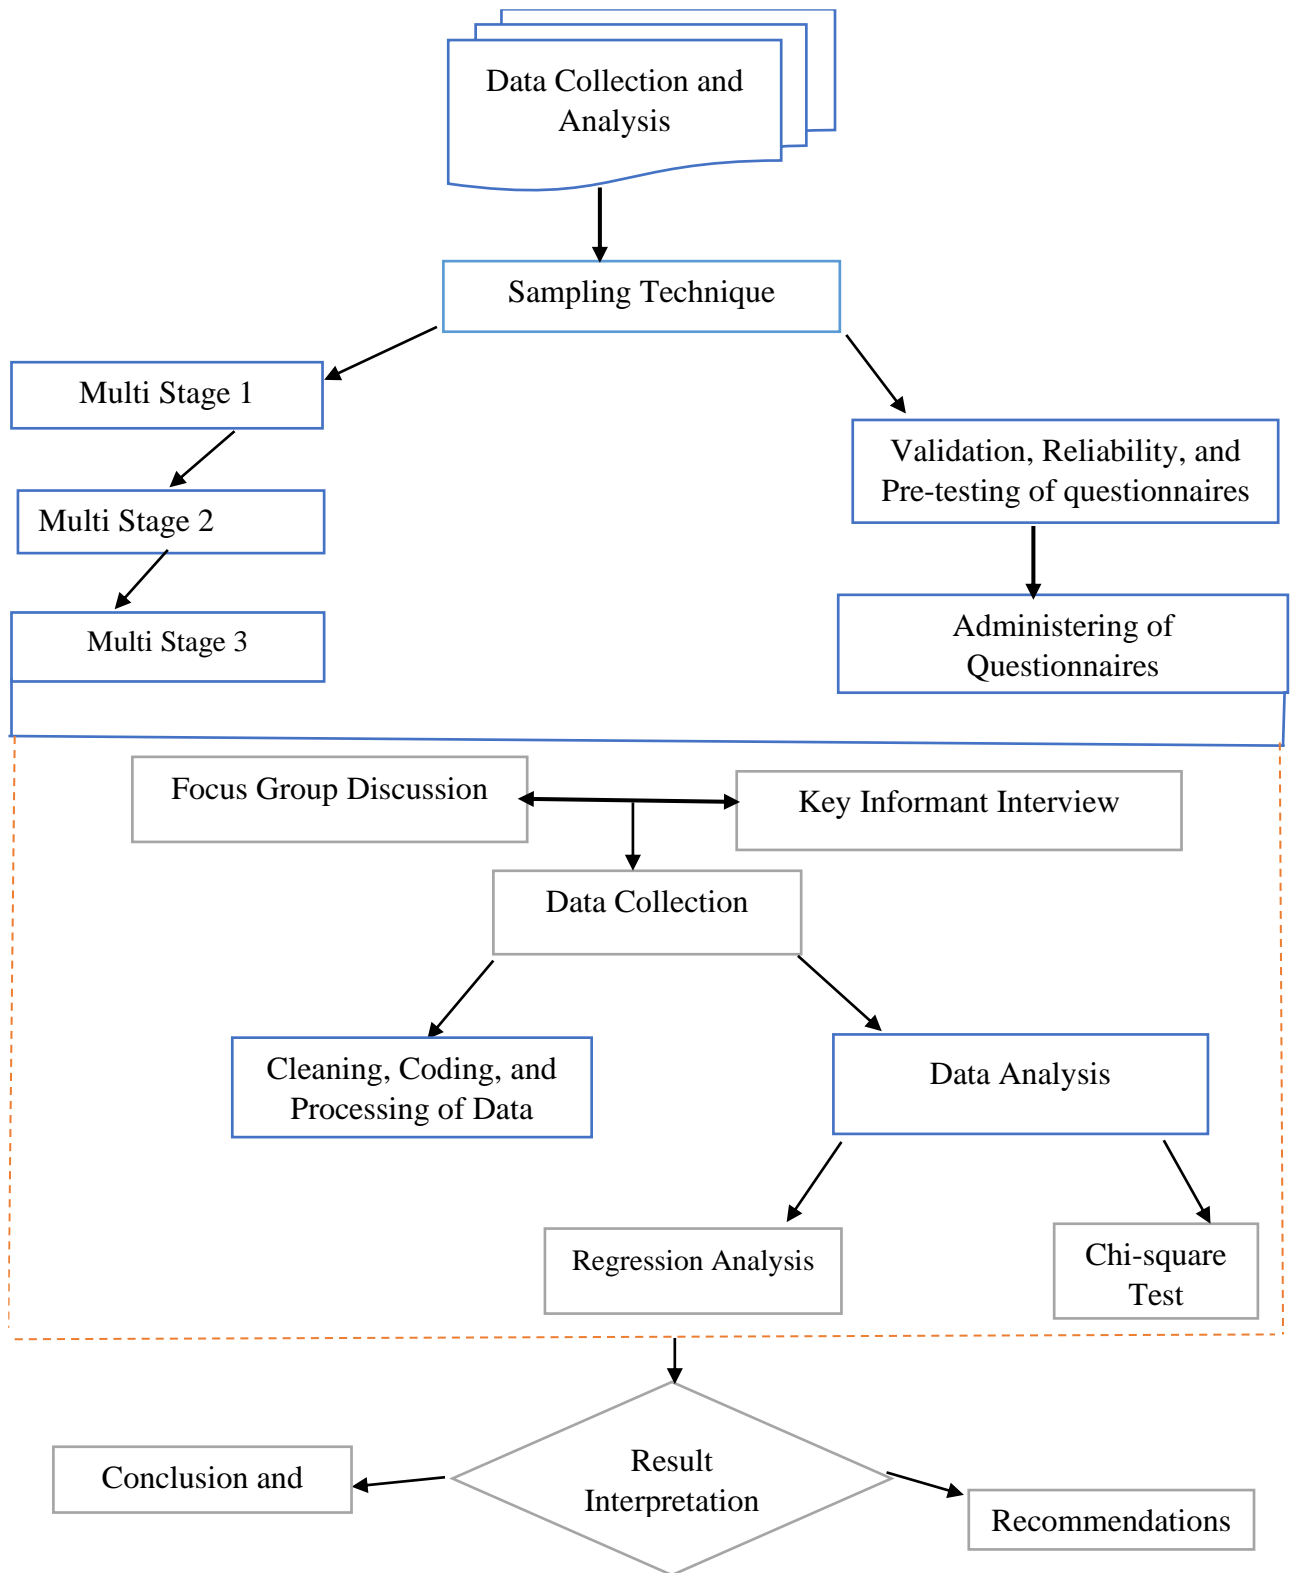 Data Collection and
Analysis
Sampling Technique
Multi Stage 1
Validation, Reliability, and
Pre-testing of questionnaires
Multi Stage 2
Administering of
Questionnaires
Multi Stage 3
Focus Group Discussion
Key Informant Interview
Data Collection
Cleaning, Coding, and
Processing of Data
Data Analysis
Regression Analysis
Chi-square
Test
Result
Interpretation
Conclusion and
Recommendations